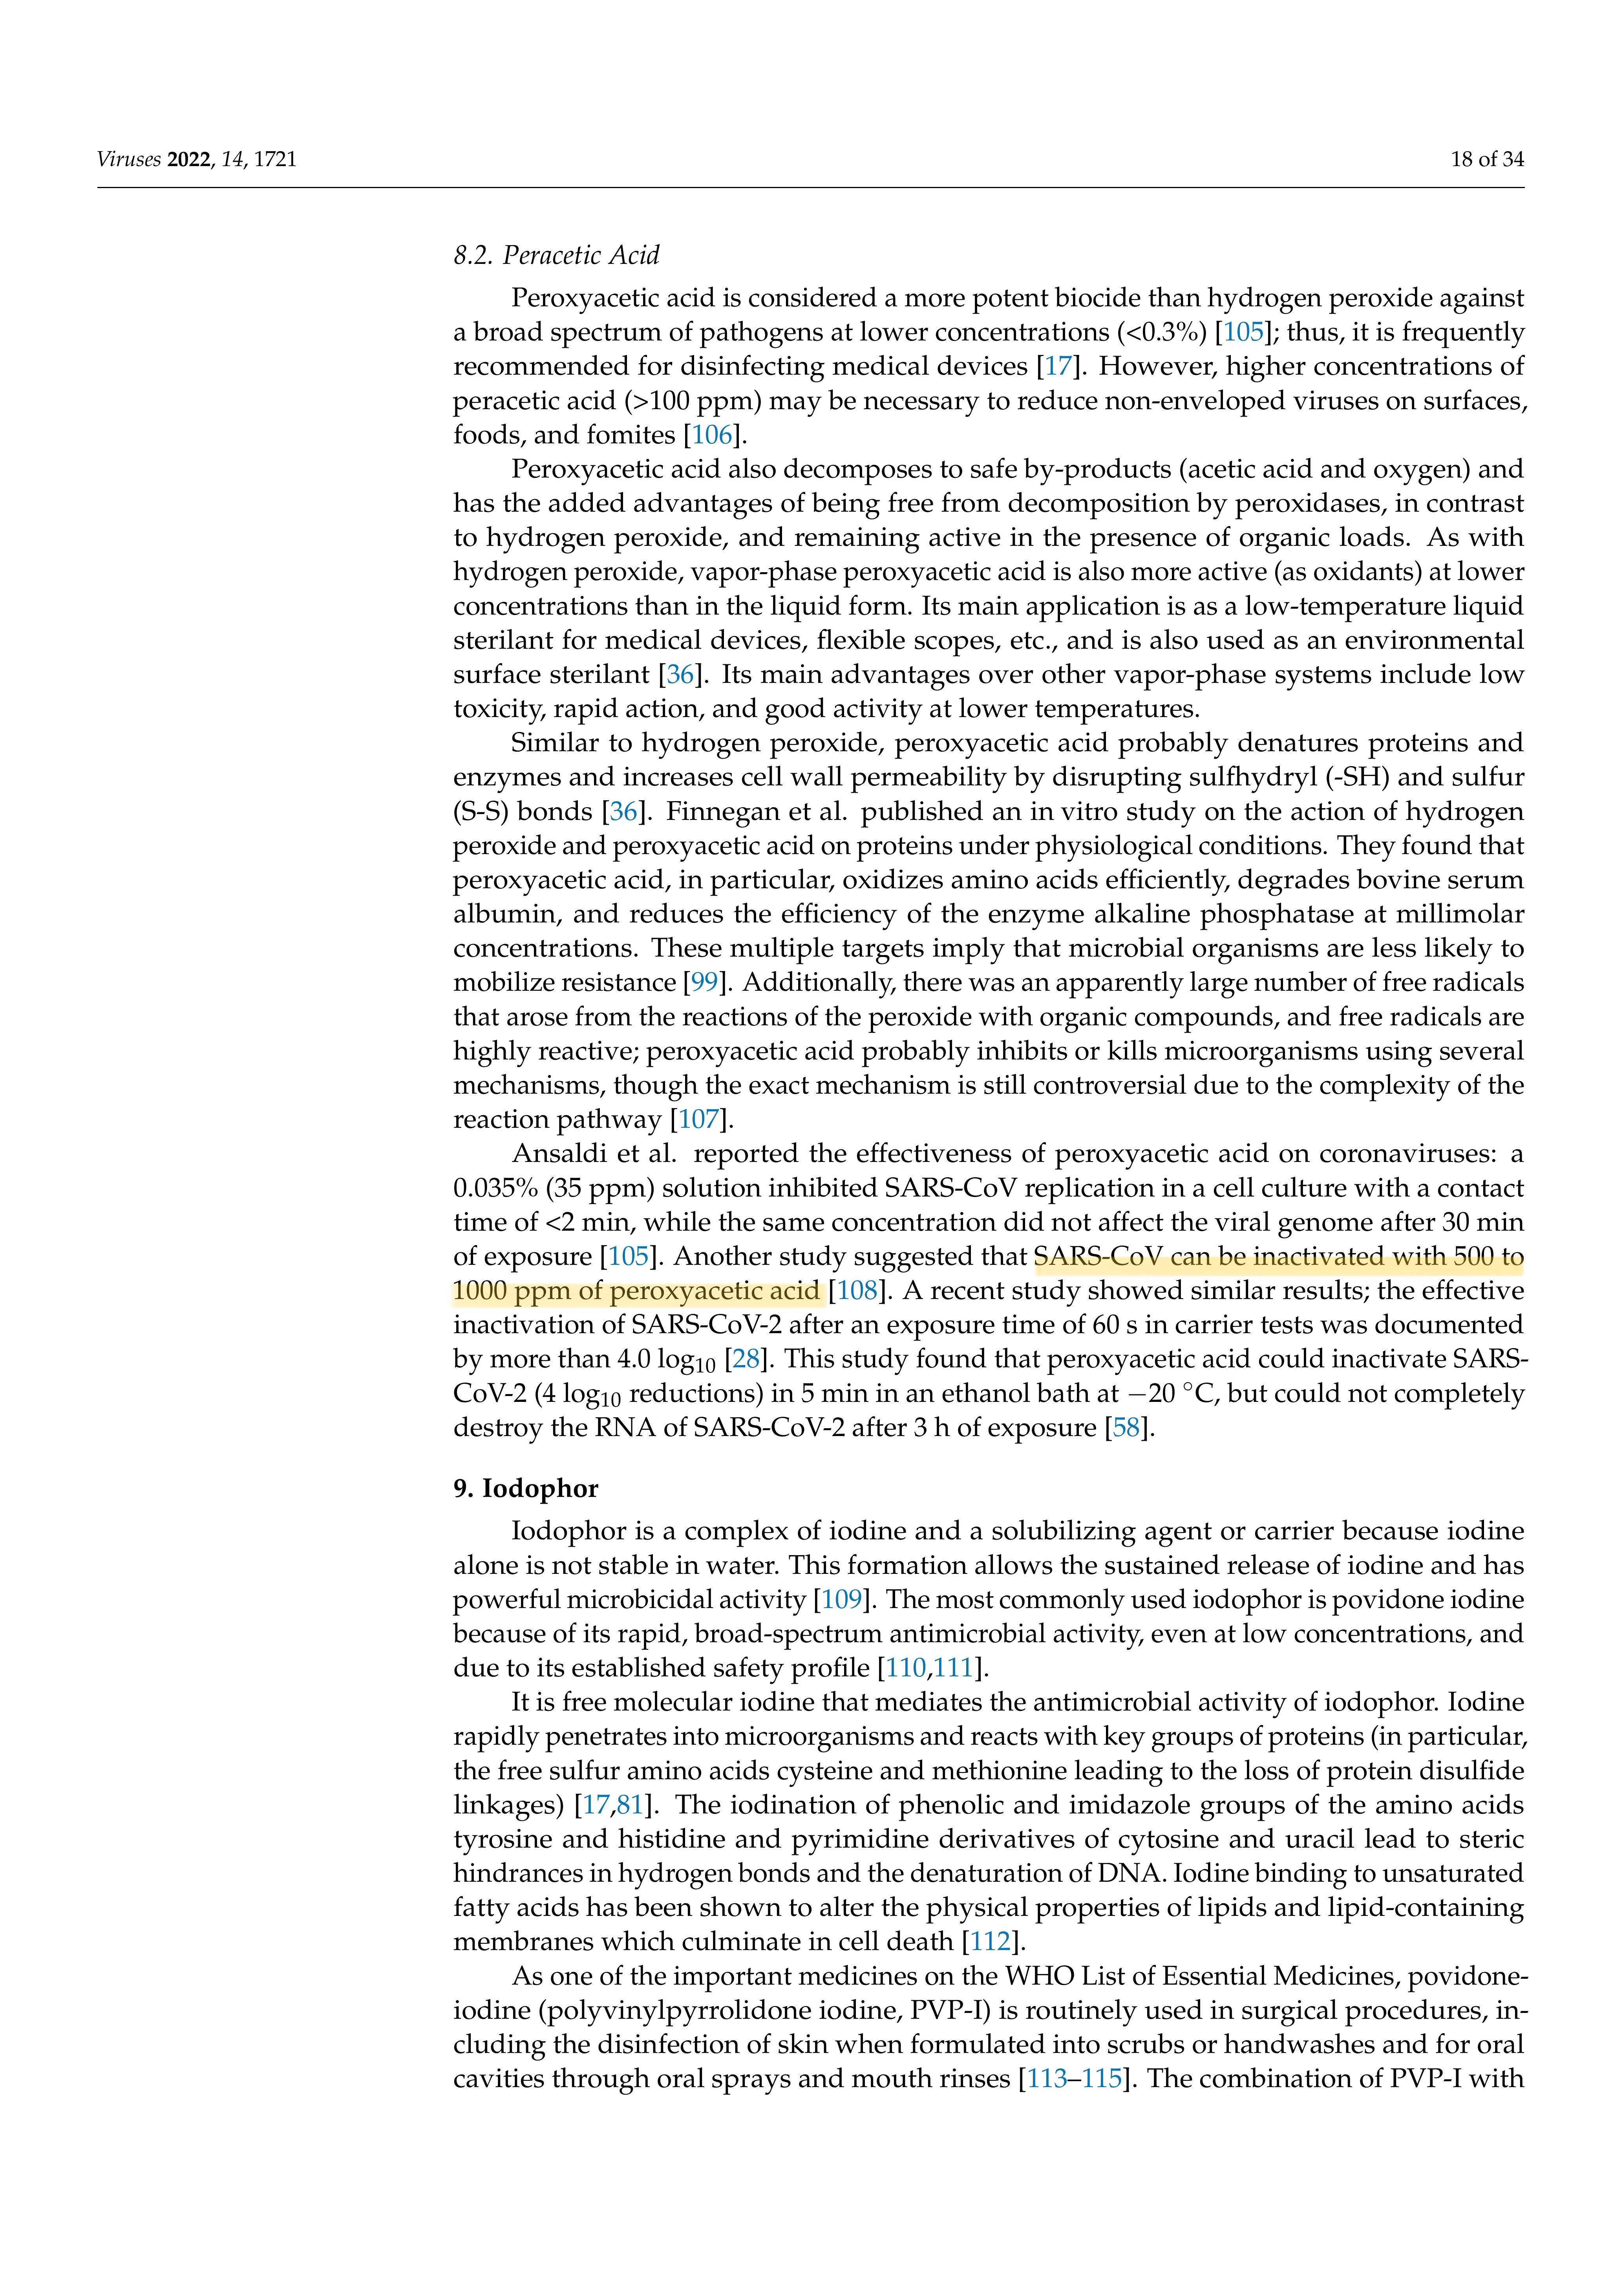 Viruses 2022, 14, 1721
18 of 34
8.2. Peracetic Acid
Peroxyacetic acid is considered a more potent biocide than hydrogen peroxide against
a broad spectrum of pathogens at lower concentrations (<0.3%) [105]; thus, it is frequently
recommended for disinfecting medical devices [17]. However, higher concentrations of
peracetic acid (>100 ppm) may be necessary to reduce non-enveloped viruses on surfaces,
foods, and fomites [106].
Peroxyacetic acid also decomposes to safe by-products (acetic acid and oxygen) and
has the added advantages of being free from decomposition by peroxidases, in contrast
to hydrogen peroxide, and remaining active in the presence of organic loads. As with
hydrogen peroxide, vapor-phase peroxyacetic acid is also more active (as oxidants) at lower
concentrations than in the liquid form. Its main application is as a low-temperature liquid
sterilant for medical devices, flexible scopes, etc., and is also used as an environmental
surface sterilant [36]. Its main advantages over other vapor-phase systems include low
toxicity, rapid action, and good activity at lower temperatures.
Similar to hydrogen peroxide, peroxyacetic acid probably denatures proteins and
enzymes and increases cell wall permeability by disrupting sulfhydryl (-SH) and sulfur
(S-S) bonds [36]. Finnegan et al. published an in vitro study on the action of hydrogen
peroxide and peroxyacetic acid on proteins under physiological conditions. They found that
peroxyacetic acid, in particular, oxidizes amino acids efficiently, degrades bovine serum
albumin, and reduces the efficiency of the enzyme alkaline phosphatase at millimolar
concentrations. These multiple targets imply that microbial organisms are less likely to
mobilize resistance [99]. Additionally, there was an apparently large number of free radicals
that arose from the reactions of the peroxide with organic compounds, and free radicals are
highly reactive; peroxyacetic acid probably inhibits or kills microorganisms using several
mechanisms, though the exact mechanism is still controversial due to the complexity of the
reaction pathway [107].
Ansaldi et al. reported the effectiveness of peroxyacetic acid on coronaviruses: a
0.035% (35 ppm) solution inhibited SARS-CoV replication in a cell culture with a contact
time of <2 min, while the same concentration did not affect the viral genome after 30 min
of exposure [105]. Another study suggested that SARS-CoV can be inactivated with 500 to
1000 ppm of peroxyacetic acid [108]. A recent study showed similar results; the effective
inactivation of SARS-CoV-2 after an exposure time of 60 s in carrier tests was documented
by more than 4.0 log10 [28]. This study found that peroxyacetic acid could inactivate SARS-
CoV-2 (4 log10 reductions) in 5 min in an ethanol bath at −20 °C, but could not completely
destroy the RNA of SARS-CoV-2 after 3 h of exposure [58].
9. Iodophor
Iodophor is a complex of iodine and a solubilizing agent or carrier because iodine
alone is not stable in water. This formation allows the sustained release of iodine and has
powerful microbicidal activity [109]. The most commonly used iodophor is povidone iodine
because of its rapid, broad-spectrum antimicrobial activity, even at low concentrations, and
due to its established safety profile [110,111].
It is free molecular iodine that mediates the antimicrobial activity of iodophor. Iodine
rapidly penetrates into microorganisms and reacts with key groups of proteins (in particular,
the free sulfur amino acids cysteine and methionine leading to the loss of protein disulfide
linkages) [17,81]. The iodination of phenolic and imidazole groups of the amino acids
tyrosine and histidine and pyrimidine derivatives of cytosine and uracil lead to steric
hindrances in hydrogen bonds and the denaturation of DNA. Iodine binding to unsaturated
fatty acids has been shown to alter the physical properties of lipids and lipid-containing
membranes which culminate in cell death [112].
As one of the important medicines on the WHO List of Essential Medicines, povidone-
iodine (polyvinylpyrrolidone iodine, PVP-I) is routinely used in surgical procedures, in-
cluding the disinfection of skin when formulated into scrubs or handwashes and for oral
cavities through oral sprays and mouth rinses [113–115]. The combination of PVP-I with